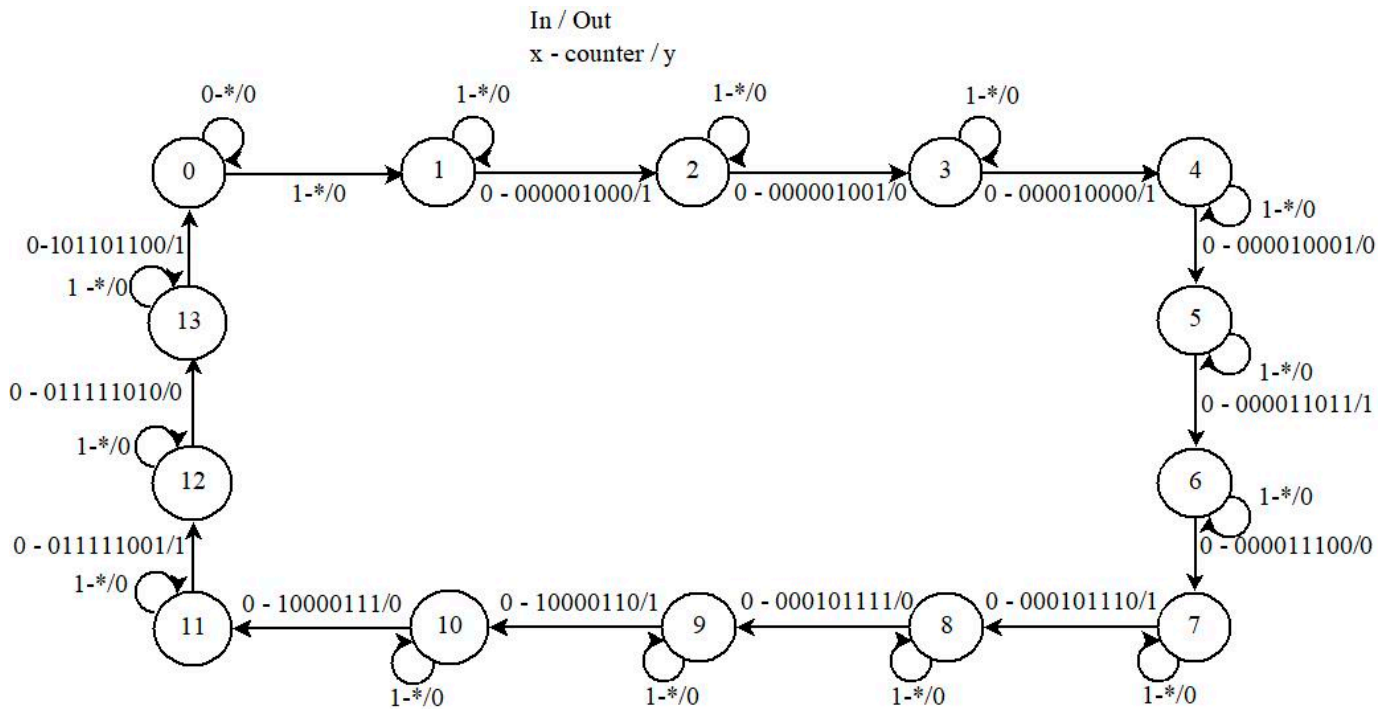 In / Out
x - counter / y
0-*/0
1-*/0
1-*/0
1-*/0
0
1
2
3
4
1-*/0
0 - 000001000/1
0 - 000001001/0
0 - 000010000/1
1-*/0
0 - 000010001/0
0-101101100/1
1 -*/0
13
5
1-*/0
0 - 000011011/1
0 - 011111010/0
1-*/0
12
6
1-*/0
0 - 000011100/0
0 - 011111001/1
1-*/0
0 - 10000111/0
0 - 10000110/1
0 - 000101111/0
0 - 000101110/1
11
10
9
8
7
1-*/0
1-*/0
1-*/0
1-*/0